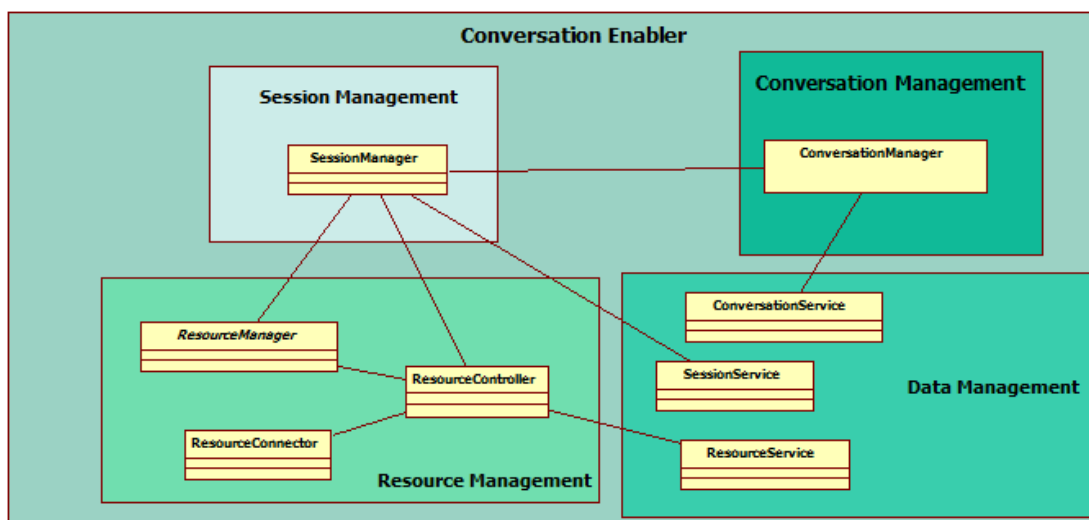 Conversation Enabler
Session Management
SessionManager
Conversation Management
ConversationManager
ResourceManager
ResourceController
ResourceConnector
Resource Management
ConversationService
SessionService
Data Management
ResourceService